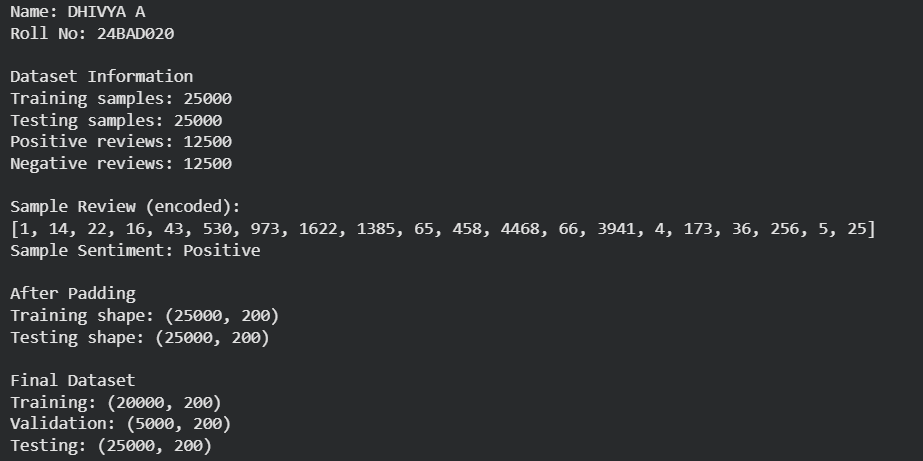 Name: DHIVYA A
Roll No: 24BAD020
Dataset Information
Training samples: 25000
Testing samples: 25000
Positive reviews: 12500
Negative reviews: 12500
Sample Review (encoded):
[1, 14, 22, 16, 43, 530, 973, 1622, 1385, 65, 458, 4468, 66, 3941, 4, 173, 36, 256, 5, 25]
Sample Sentiment: Positive
After Padding
Training shape: (25000, 200)
Testing shape: (25000, 200)
Final Dataset
Training: (20000, 200)
Validation: (5000, 200)
Testing: (25000, 200)